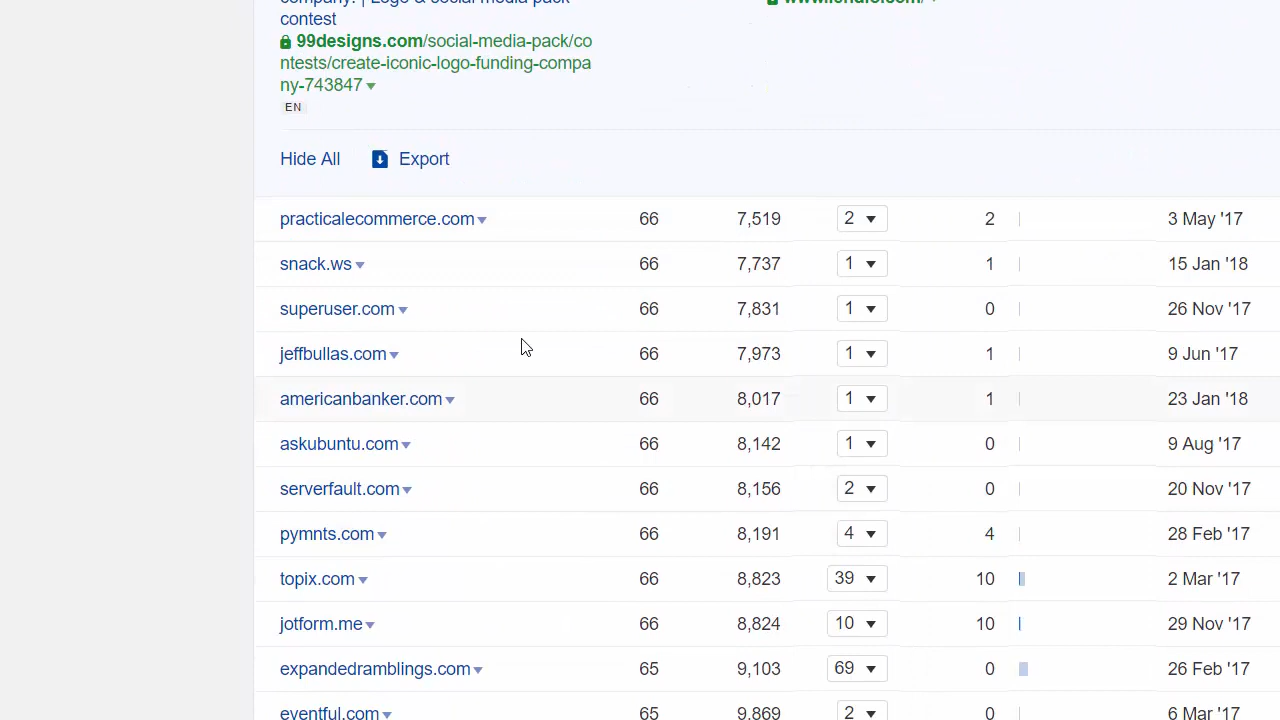 contest
99designs.com/social-media-pack/co
ntests/create-iconic-logo-funding-compa
ny-743847
EN
Hide All Export
practicalecommerce.com 66 7,519 2 2 3 May '17
snack.ws 66 7,737 1 1 15 Jan '18
superuser.com 66 7,831 1 0 26 Nov '17
jeffbullas.com 66 7,973 1 1 9 Jun '17
americanbanker.com 66 8,017 1 1 23 Jan '18
askubuntu.com 66 8,142 1 0 9 Aug '17
serverfault.com 66 8,156 2 0 20 Nov '17
pymnts.com 66 8,191 4 4 28 Feb '17
topix.com 66 8,823 39 10 2 Mar '17
jotform.me 66 8,824 10 10 29 Nov '17
expandedramblings.com 65 9,103 69 0 26 Feb '17
eventful.com 65 9,869 2 0 6 Mar '17